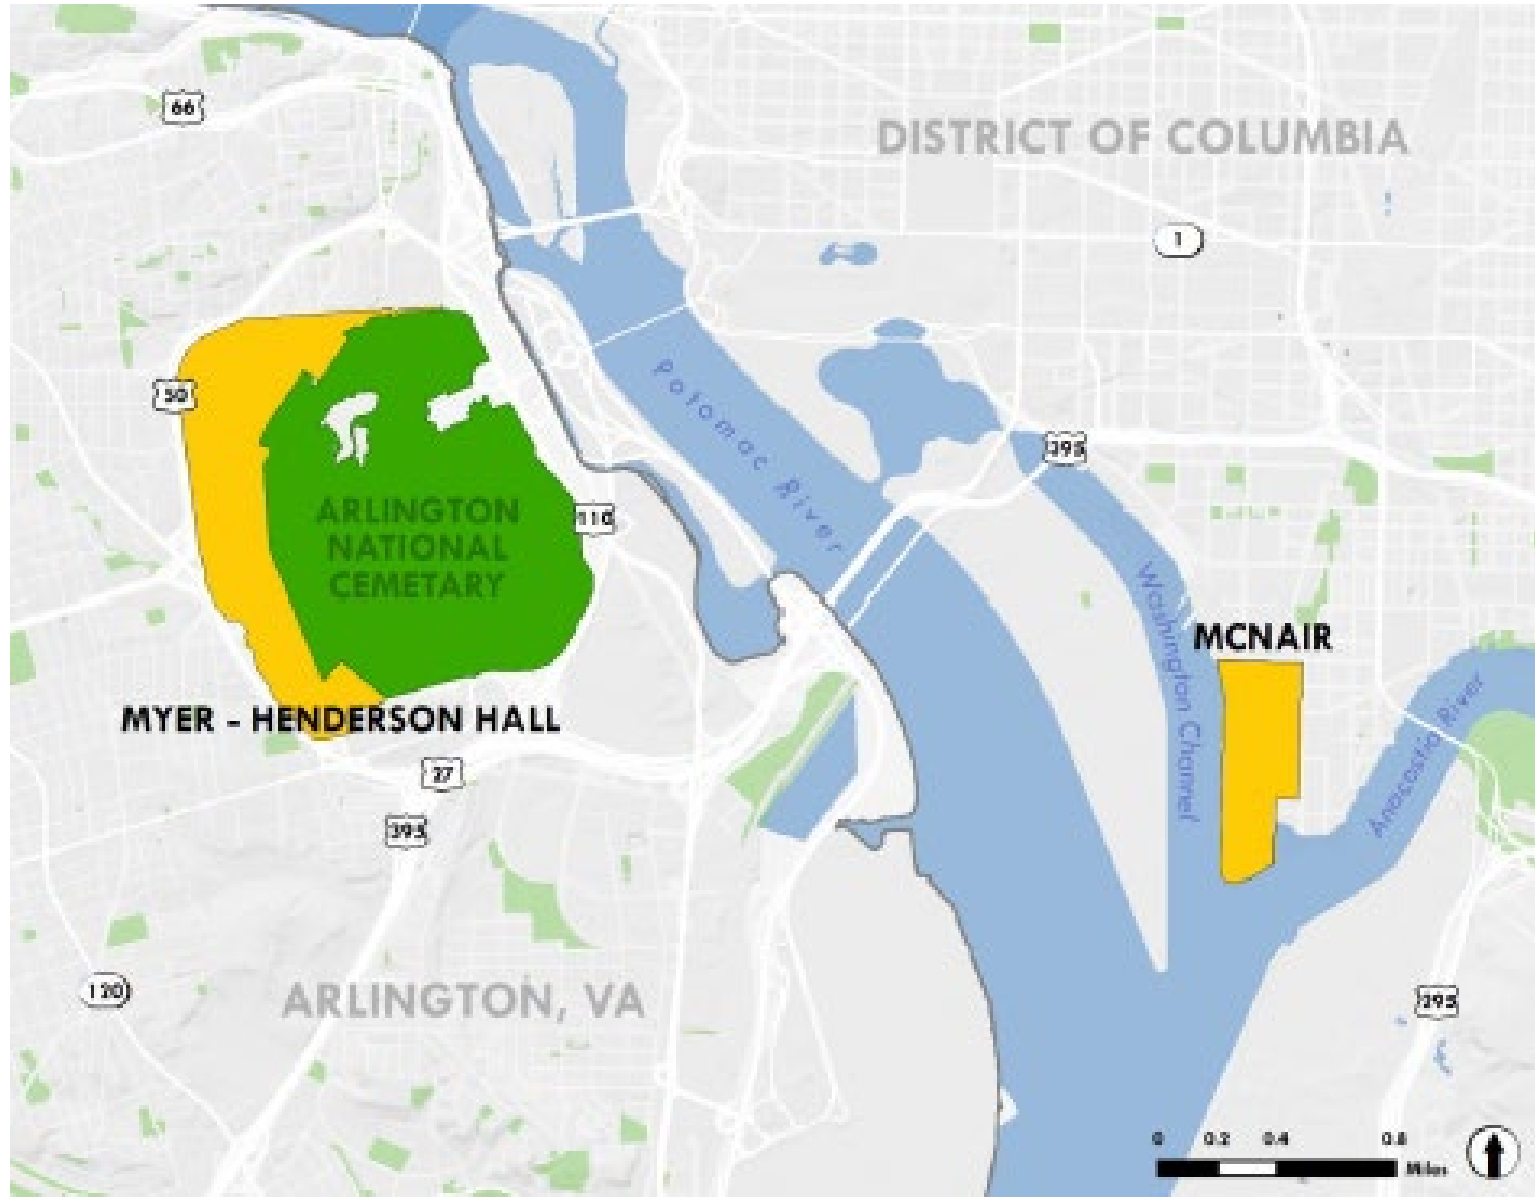 66
DISTRICT OF COLUMBIA
1
50
Potomac River
395
ARLINGTON
NATIONAL
CEMETARY
110
Washington Channel
MCNAIR
MYER - HENDERSON HALL
Anacostia River
27
395
120
ARLINGTON, VA
295
0 0.2 0.4 0.8
Miles